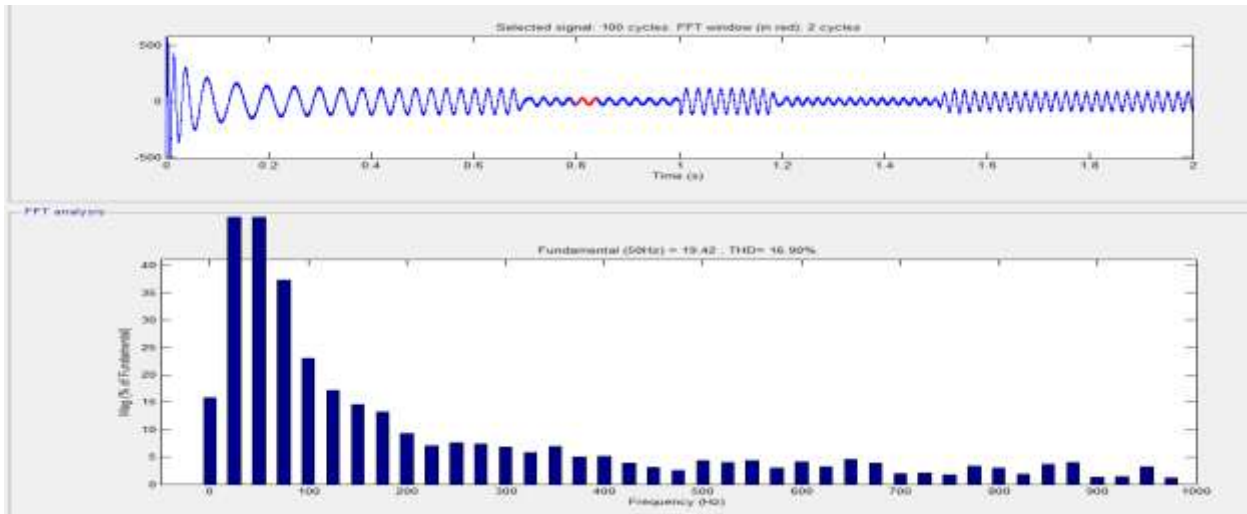 Selected signal: 100 cycles. FFT window (in red): 2 cycles
500
0
-500
0 0.2 0.4 0.6 0.8 1 1.2 1.4 1.6 1.8 2
Time (s)
FFT analysis
Fundamental (50Hz) = 19.42 , THD= 16.90%
40
35
30
25
20
15
10
5
0
Mag (% of Fundamental)
0 100 200 300 400 500 600 700 800 900 1000
Frequency (Hz)